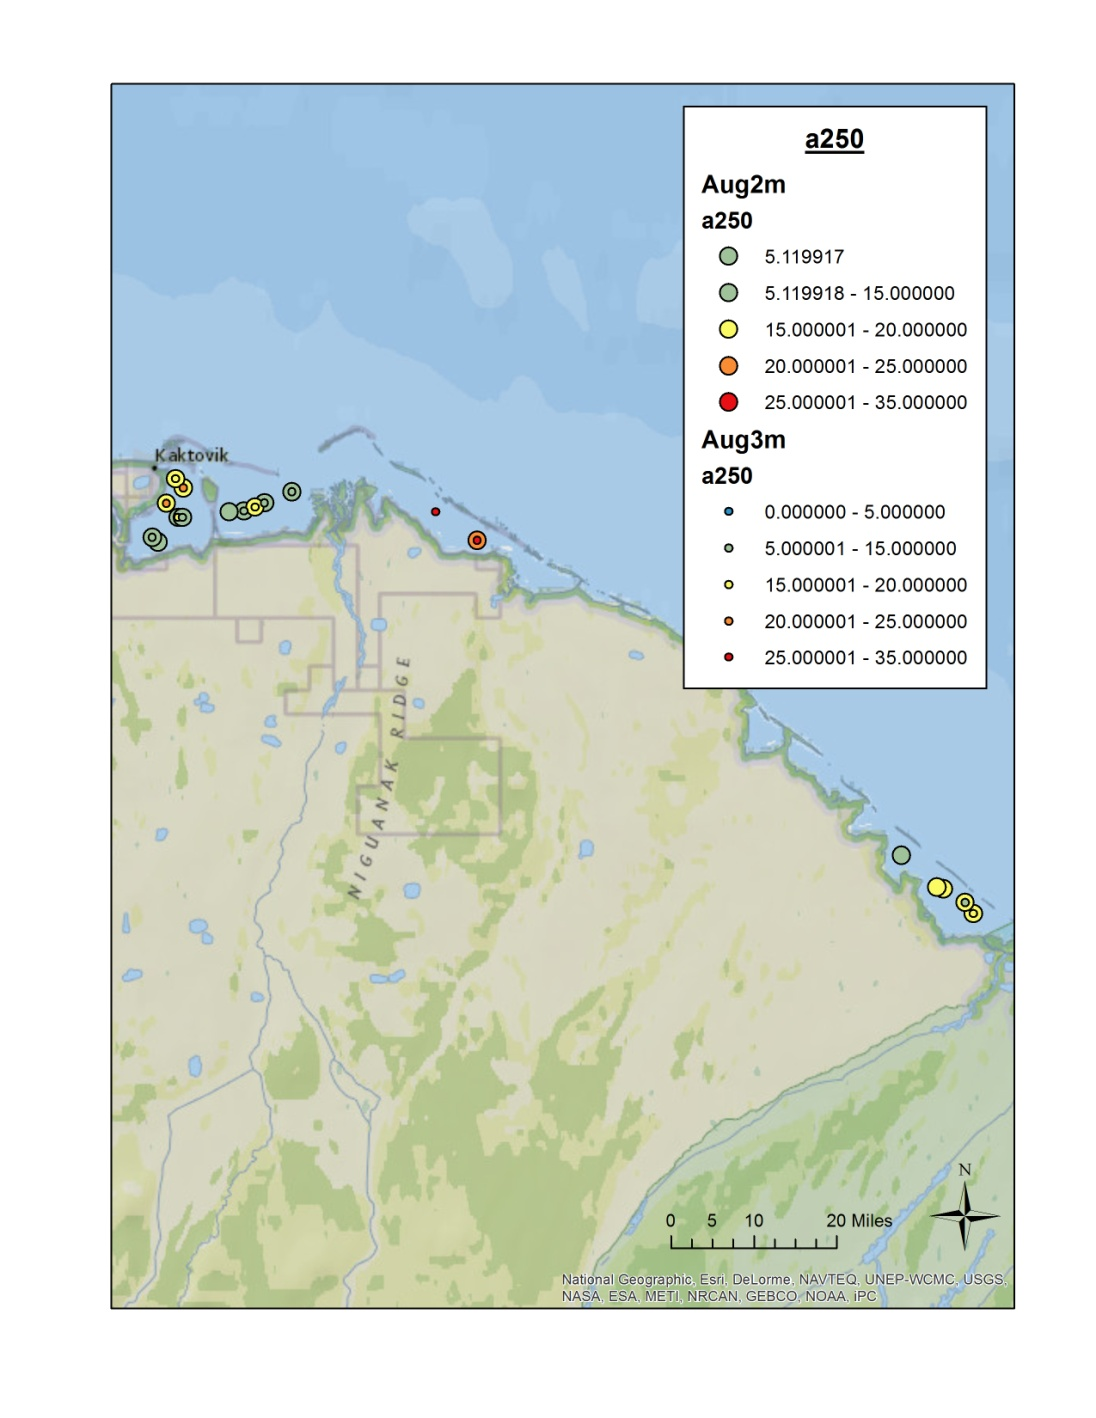 a250
Aug2m
a250
5.119917
5.119918 - 15.000000
15.000001 - 20.000000
20.000001 - 25.000000
25.000001 - 35.000000
Aug3m
a250
0.000000 - 5.000000
5.000001 - 15.000000
15.000001 - 20.000000
20.000001 - 25.000000
25.000001 - 35.000000
Kaktovik
NIGUANAK RIDGE
N
0 5 10 20 Miles
National Geographic, Esri, DeLorme, NAVTEQ, UNEP-WCMC, USGS,
NASA, ESA, METI, NRCAN, GEBCO, NOAA, iPC